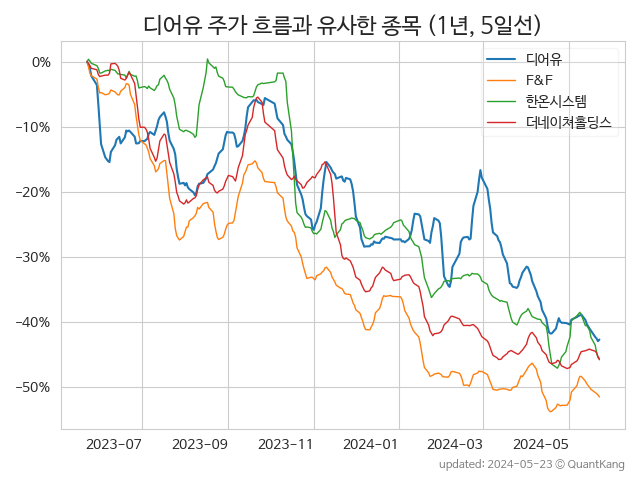 디어유 주가 흐름과 유사한 종목 (1년, 5일선)
디어유
F&F
한온시스템
더네이쳐홀딩스
0%
−10%
−20%
−30%
−40%
−50%
2023−07
2023−09
2023−11
2024−01
2024−03
2024−05
updated: 2024-05-23 © QuantKang